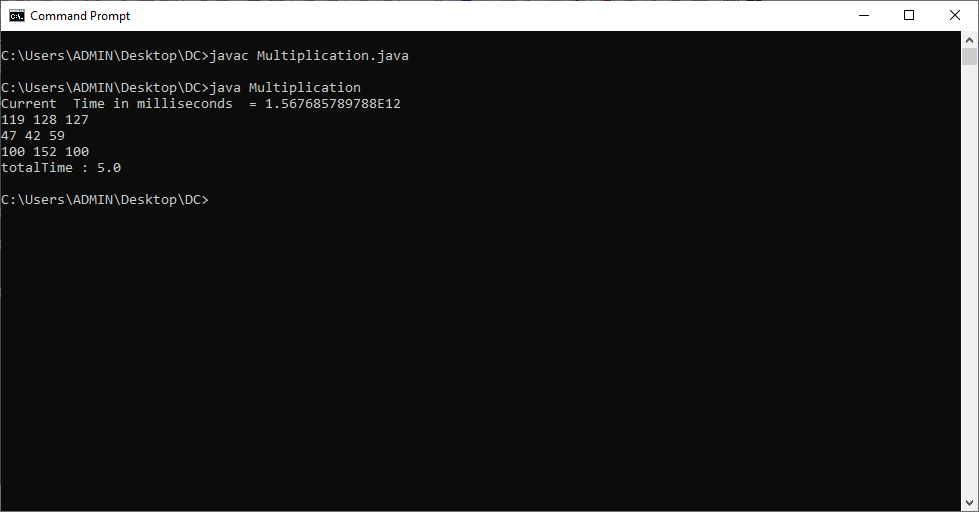 Command Prompt
C:\Users\ADMIN\Desktop\DC>javac Multiplication.java
C:\Users\ADMIN\Desktop\DC>java Multiplication
Current  Time in milliseconds  = 1.567685789788E12
119 128 127
47 42 59
100 152 100
totalTime : 5.0
C:\Users\ADMIN\Desktop\DC>